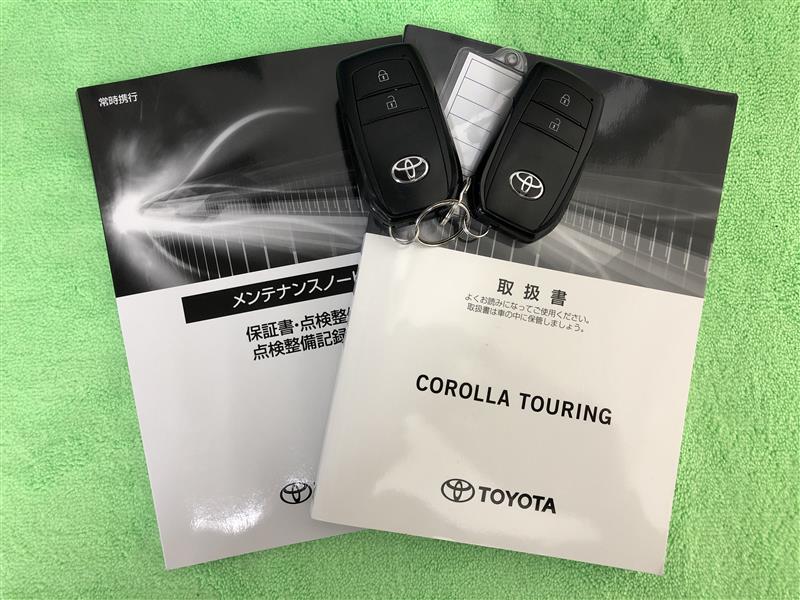 常時携行
メンテナンスノー
保証書・点検整
点検整備記録
取扱書
よくお読みになってご使用ください。
取扱書は車の中に保管しましょう。
COROLLA TOURING
TOYOTA